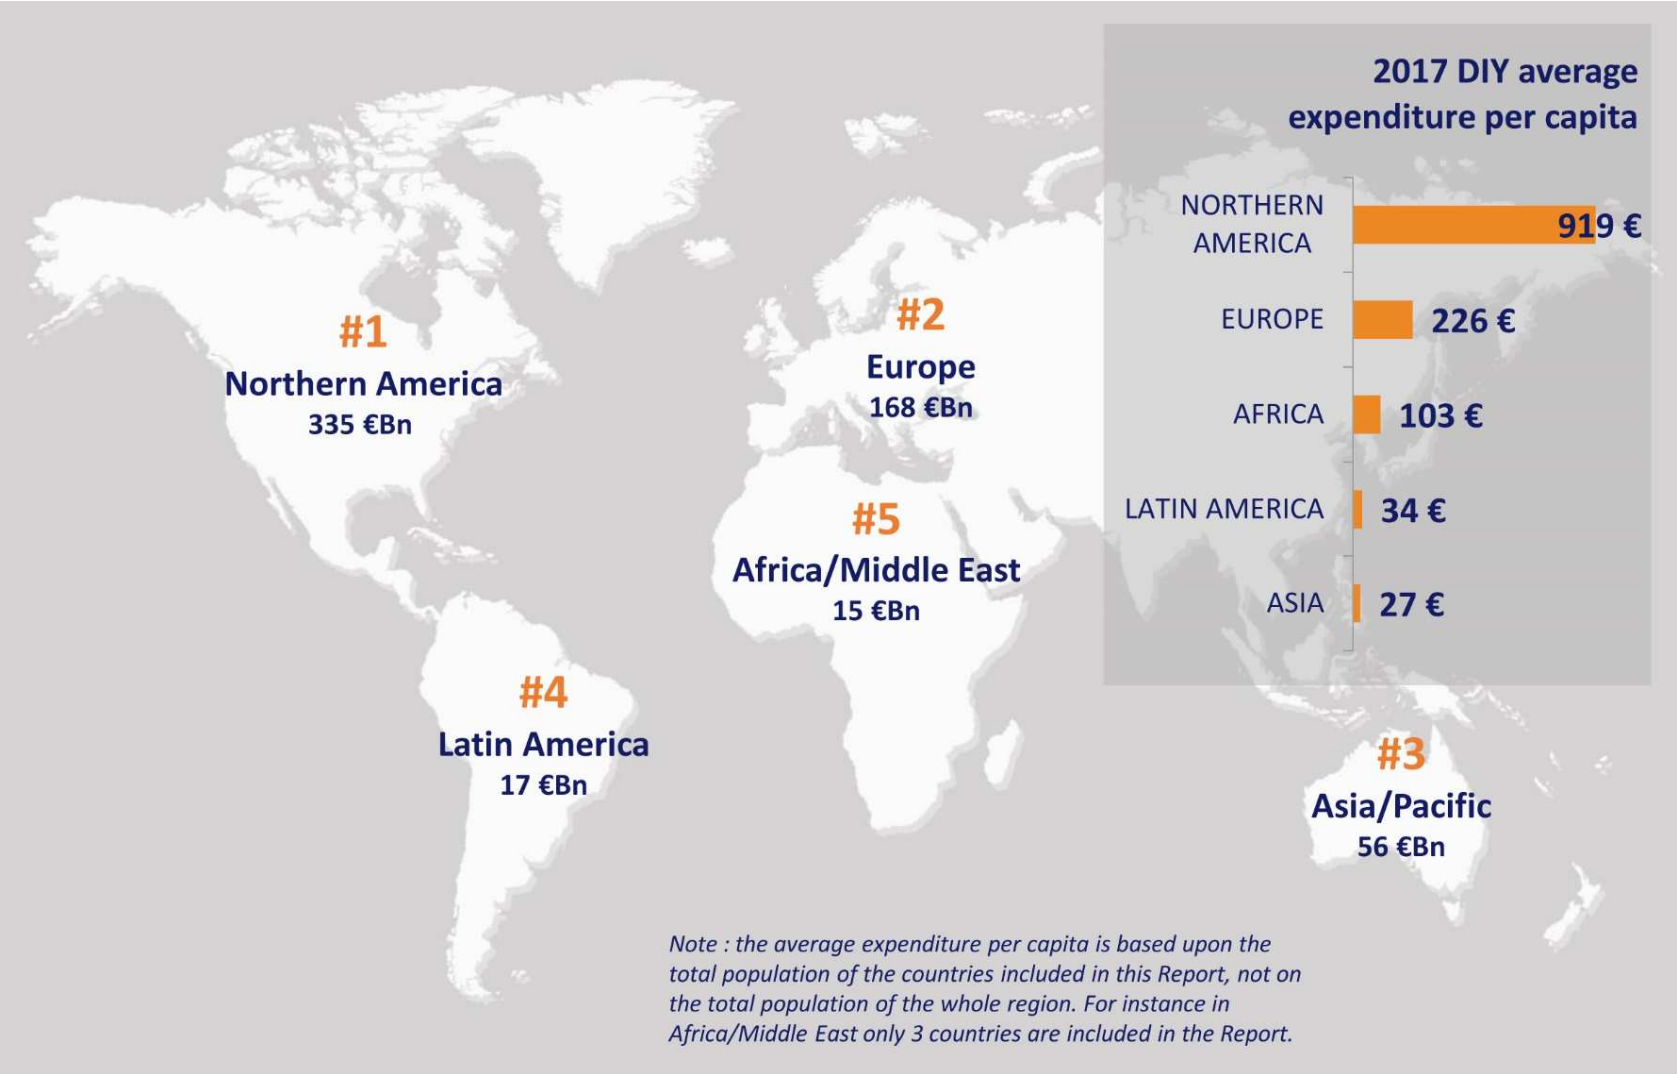 2017 DIY average
expenditure per capita
NORTHERN
AMERICA
919 €
EUROPE
226 €
AFRICA
103 €
LATIN AMERICA
34 €
ASIA
27 €
#1
Northern America
335 €Bn
#2
Europe
168 €Bn
#5
Africa/Middle East
15 €Bn
#4
Latin America
17 €Bn
#3
Asia/Pacific
56 €Bn
Note : the average expenditure per capita is based upon the
total population of the countries included in this Report, not on
the total population of the whole region. For instance in
Africa/Middle East only 3 countries are included in the Report.